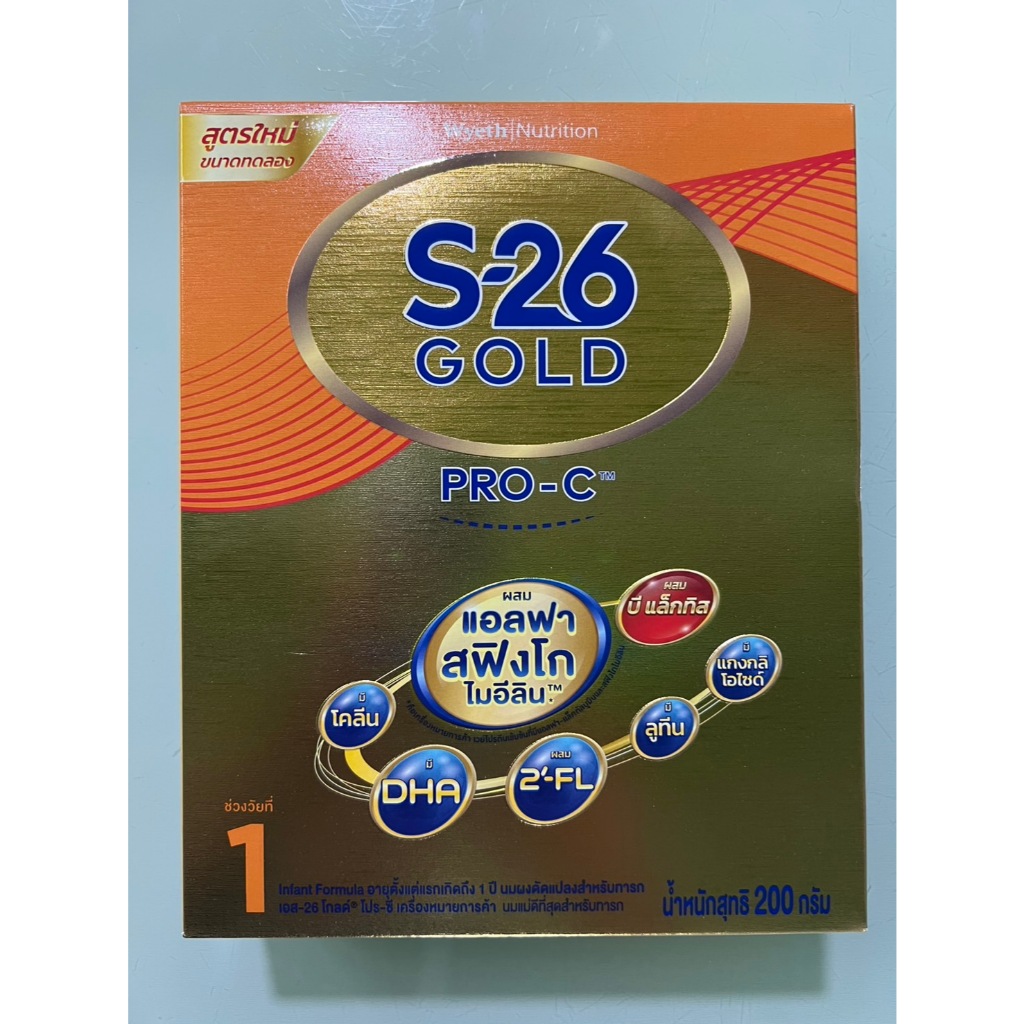 สูตรใหม่
ขนาดทดลอง
Wyeth | Nutrition
S-26
GOLD
PRO-C™
ผสม
แอลฟา
สฟิงโก
ไมอีลิน™
ผสม
บี แล็กทิส
มี
แกงกลิ
โอไซด์
มี
ลูทีน
ผสม
2'-FL
มี
DHA
มี
โคลีน
ช่วงวัยที่
1
Infant Formula อายุตั้งแต่แรกเกิดถึง 1 ปี นมผงดัดแปลงสำหรับทารก
เอส-26 โกลด์® โปร-ซี เครื่องหมายการค้า นมแม่ดีที่สุดสำหรับทารก
น้ำหนักสุทธิ 200 กรัม